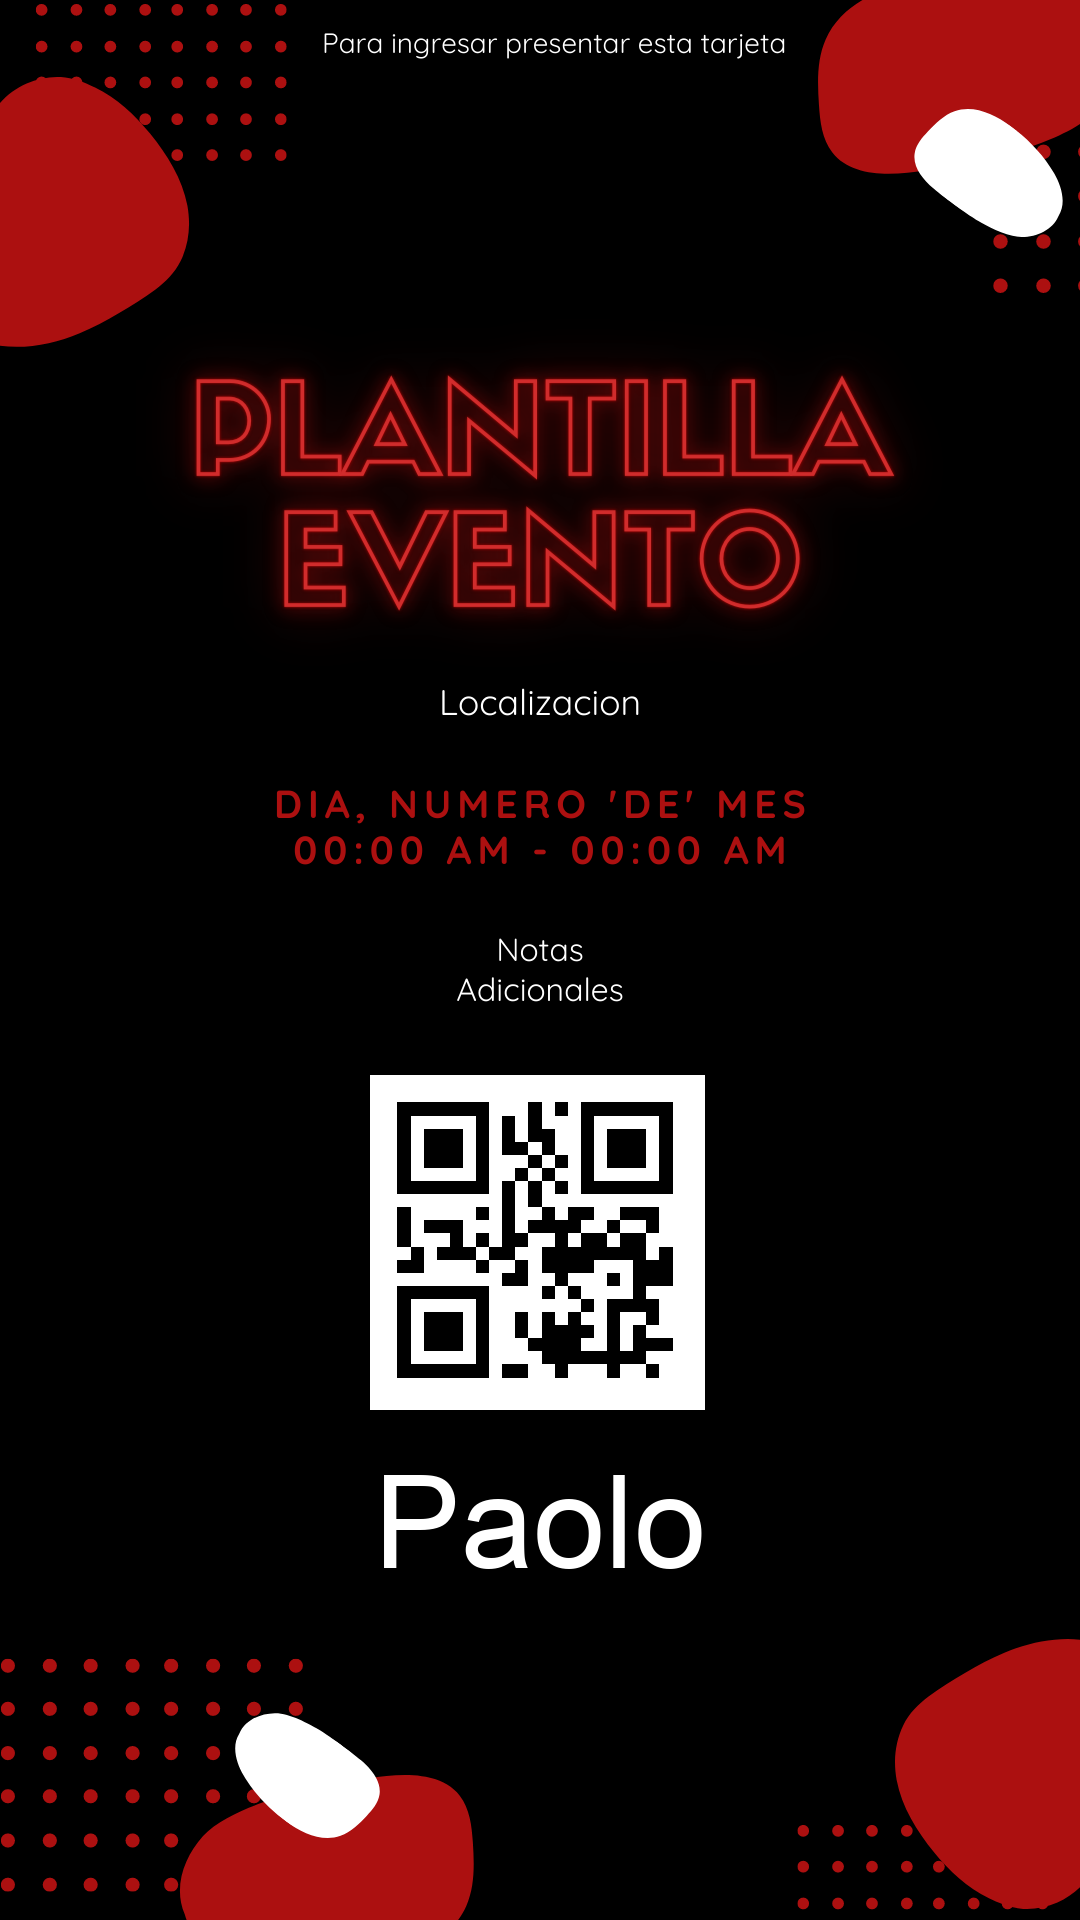 Para ingresar presentar esta tarjeta
PLANTILLA
EVENTO
Localizacion
DIA, NUMERO 'DE' MES
00:00 AM - 00:00 AM
Notas
Adicionales
Paolo